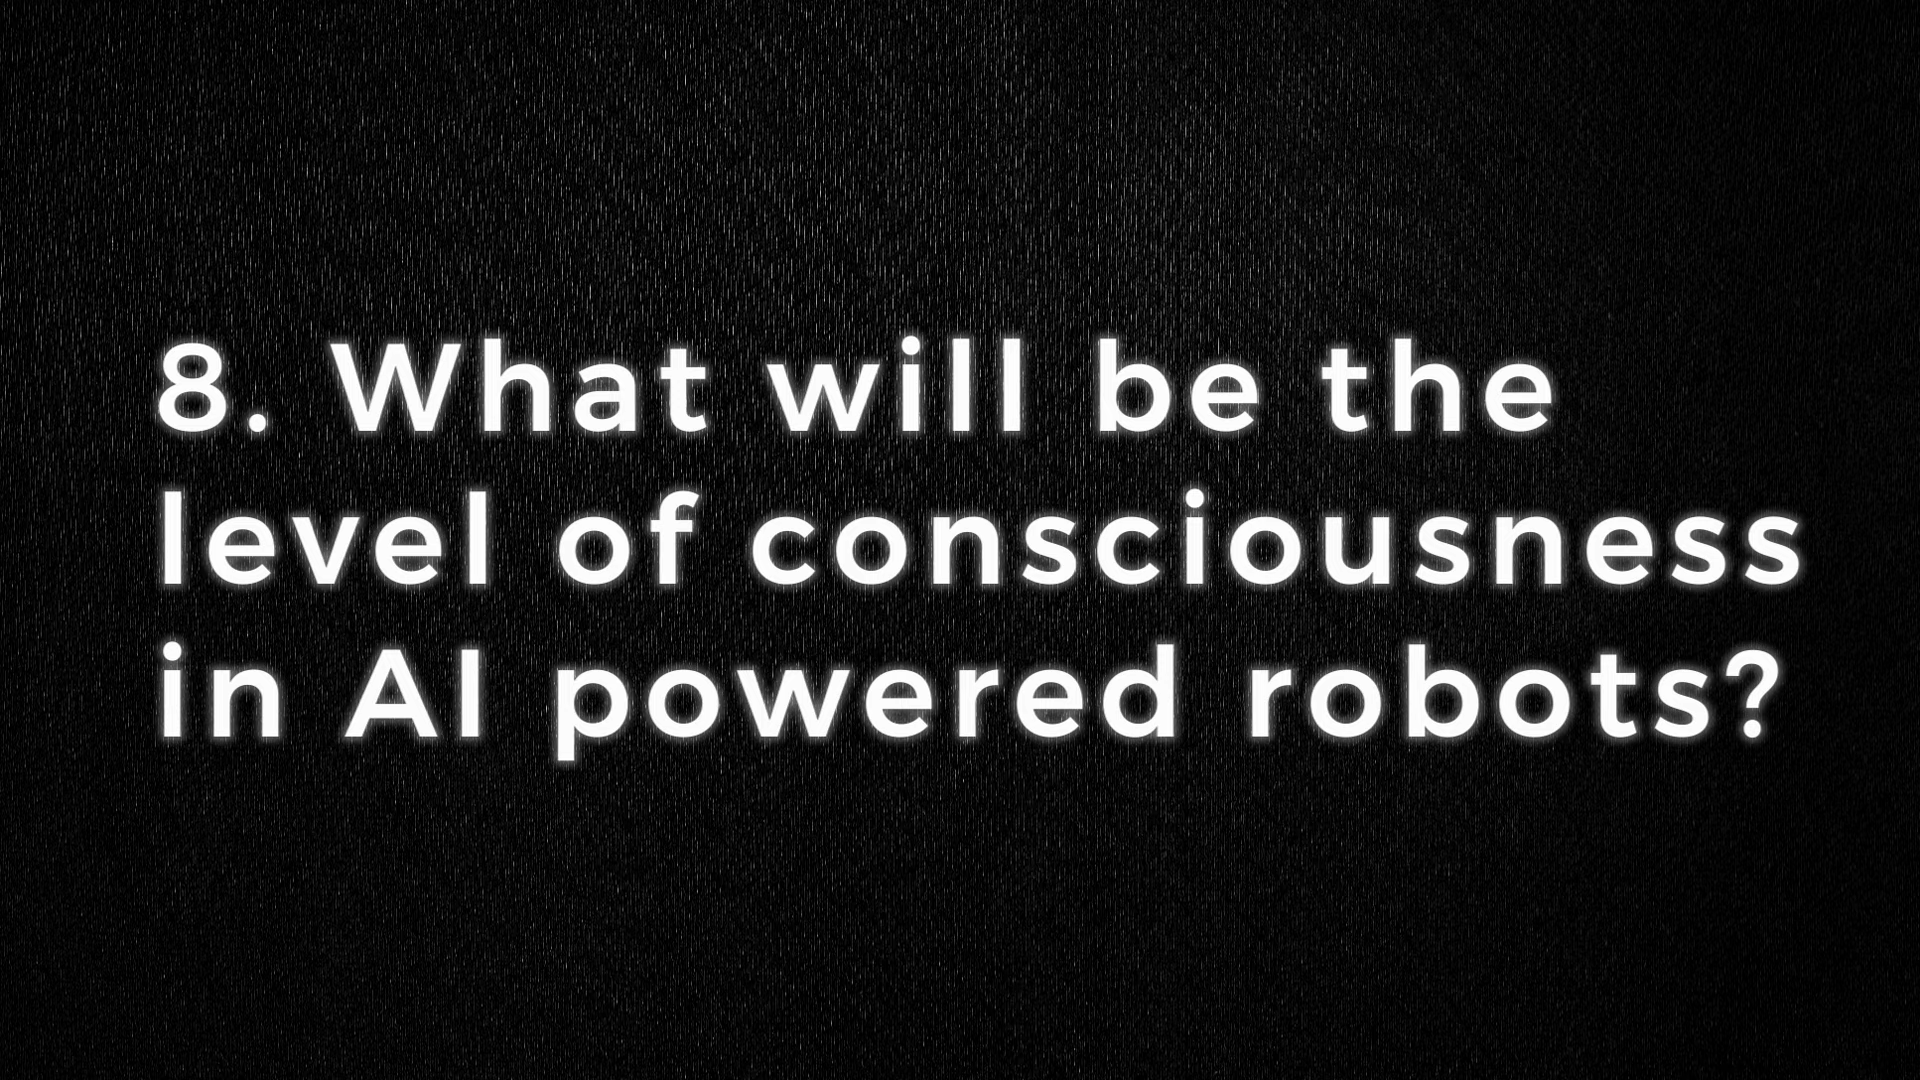 8. What will be the
level of consciousness
in AI powered robots?